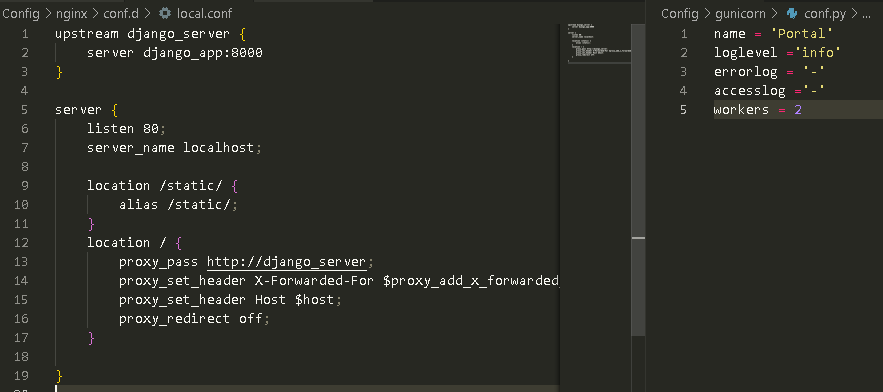 Config > nginx > conf.d > local.conf
1 upstream django_server {
2 server django_app:8000
3 }
4
5 server {
6 listen 80;
7 server_name localhost;
8
9 location /static/ {
10 alias /static/;
11 }
12 location / {
13 proxy_pass http://django_server;
14 proxy_set_header X-Forwarded-For $proxy_add_x_forwarded_
15 proxy_set_header Host $host;
16 proxy_redirect off;
17 }
18
19 }
Config > gunicorn > conf.py > ...
1 name = 'Portal'
2 loglevel ='info'
3 errorlog = '-'
4 accesslog ='-'
5 workers = 2